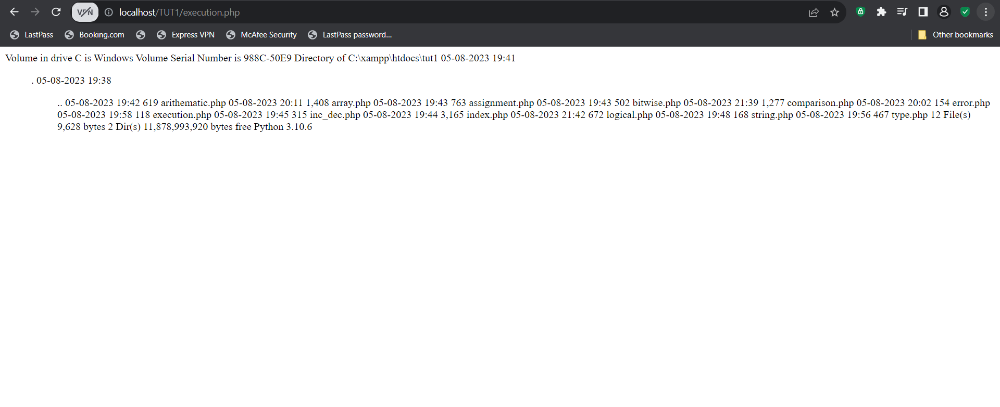 VPN localhost/TUT1/execution.php
LastPass Booking.com Express VPN McAfee Security LastPass password... Other bookmarks
Volume in drive C is Windows Volume Serial Number is 988C-50E9 Directory of C:\xampp\htdocs\tut1 05-08-2023 19:41
. 05-08-2023 19:38
.. 05-08-2023 19:42 619 arithematic.php 05-08-2023 20:11 1,408 array.php 05-08-2023 19:43 763 assignment.php 05-08-2023 19:43 502 bitwise.php 05-08-2023 21:39 1,277 comparison.php 05-08-2023 20:02 154 error.php
05-08-2023 19:58 118 execution.php 05-08-2023 19:45 315 inc_dec.php 05-08-2023 19:44 3,165 index.php 05-08-2023 21:42 672 logical.php 05-08-2023 19:48 168 string.php 05-08-2023 19:56 467 type.php 12 File(s)
9,628 bytes 2 Dir(s) 11,878,993,920 bytes free Python 3.10.6